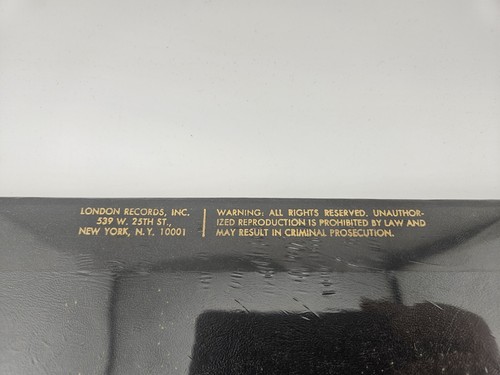 LONDON RECORDS, INC.
539 W. 25TH ST.,
NEW YORK, N.Y. 10001
WARNING: ALL RIGHTS RESERVED. UNAUTHOR-
IZED REPRODUCTION IS PROHIBITED BY LAW AND
MAY RESULT IN CRIMINAL PROSECUTION.